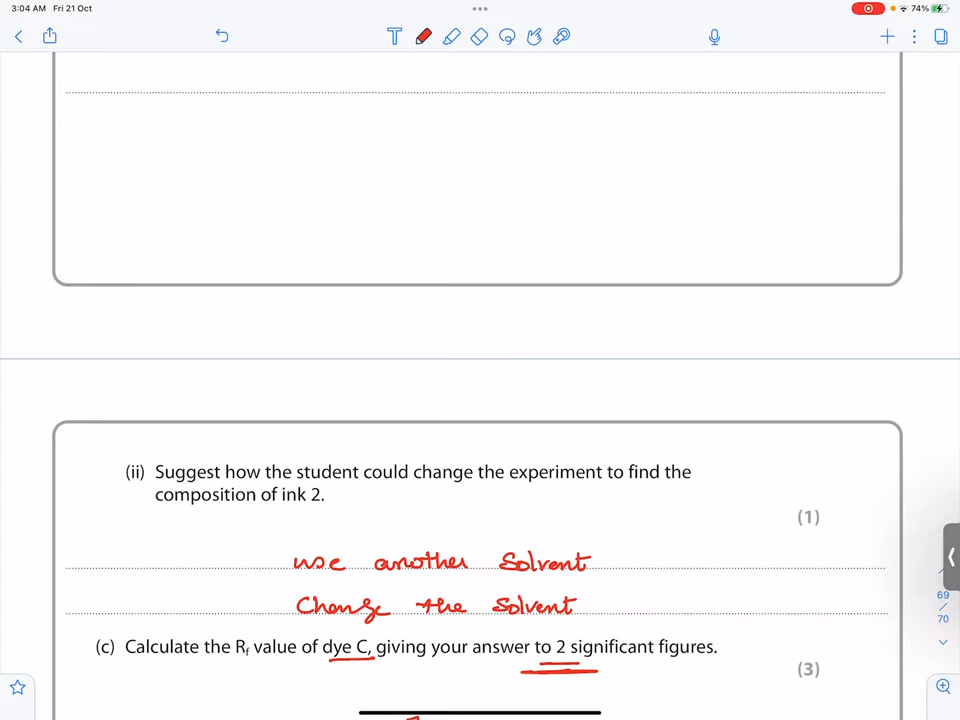 3:04 AM Fri 21 Oct
74%
(ii) Suggest how the student could change the experiment to find the
composition of ink 2.
(1)
use another Solvent
Change the Solvent
(c) Calculate the Rf value of dye C, giving your answer to 2 significant figures.
(3)
69
/
70